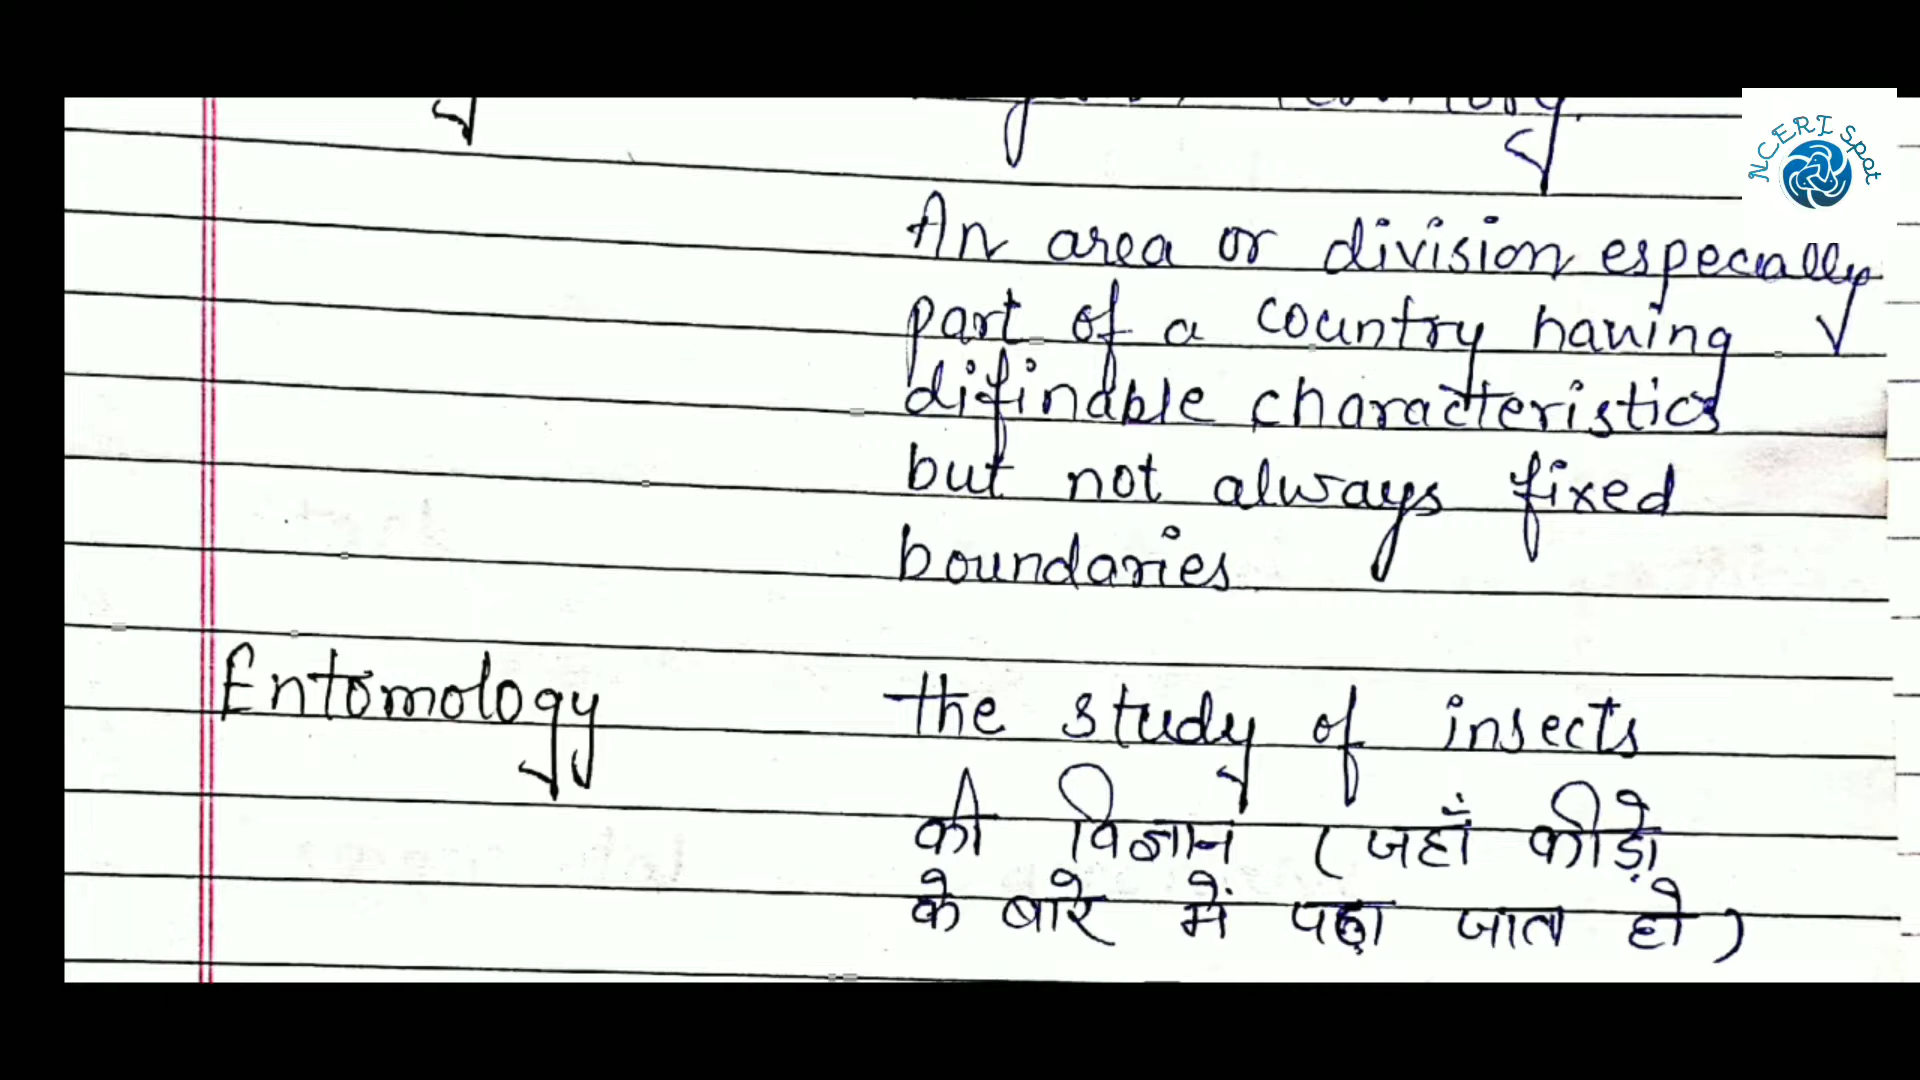 NCERT Spot
An area or division especially
part of a country having
difinable characteristics
but not always fixed
boundaries
Entomology the study of insects
की विज्ञान (जहाँ कीड़ो
के बारे में पढ़ा जाता हो)